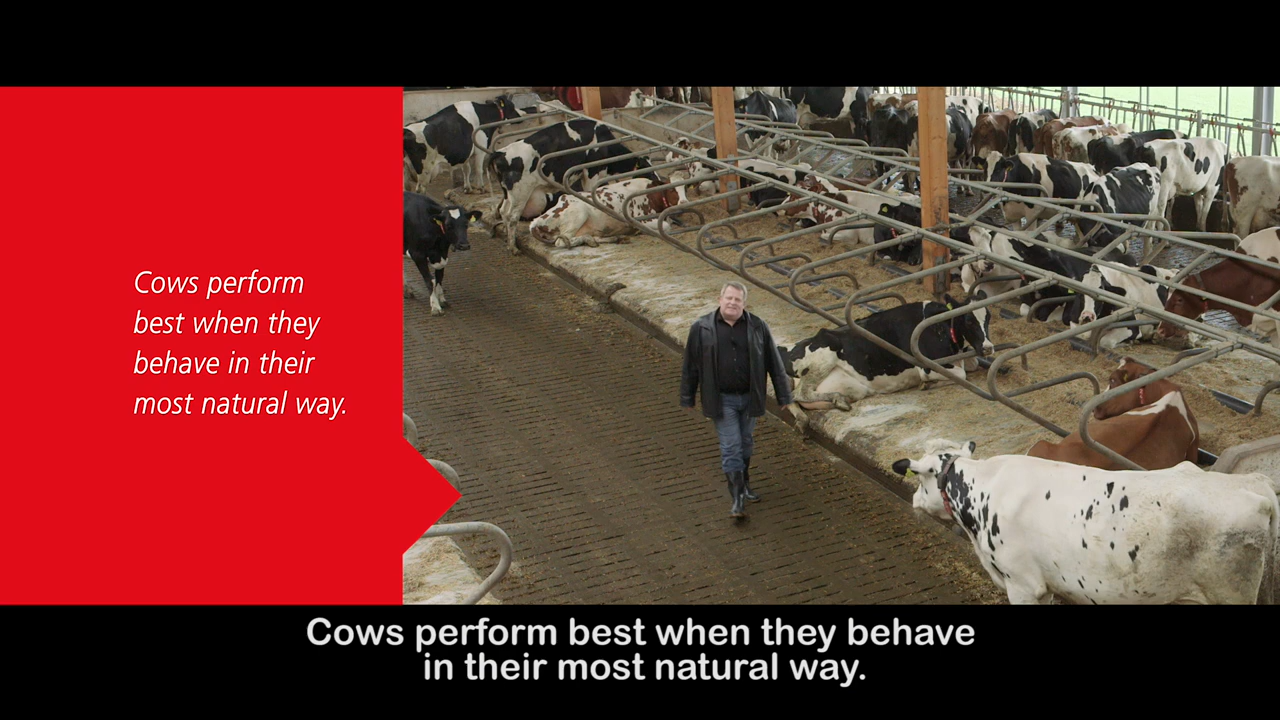 Cows perform
best when they
behave in their
most natural way.
Cows perform best when they behave
in their most natural way.